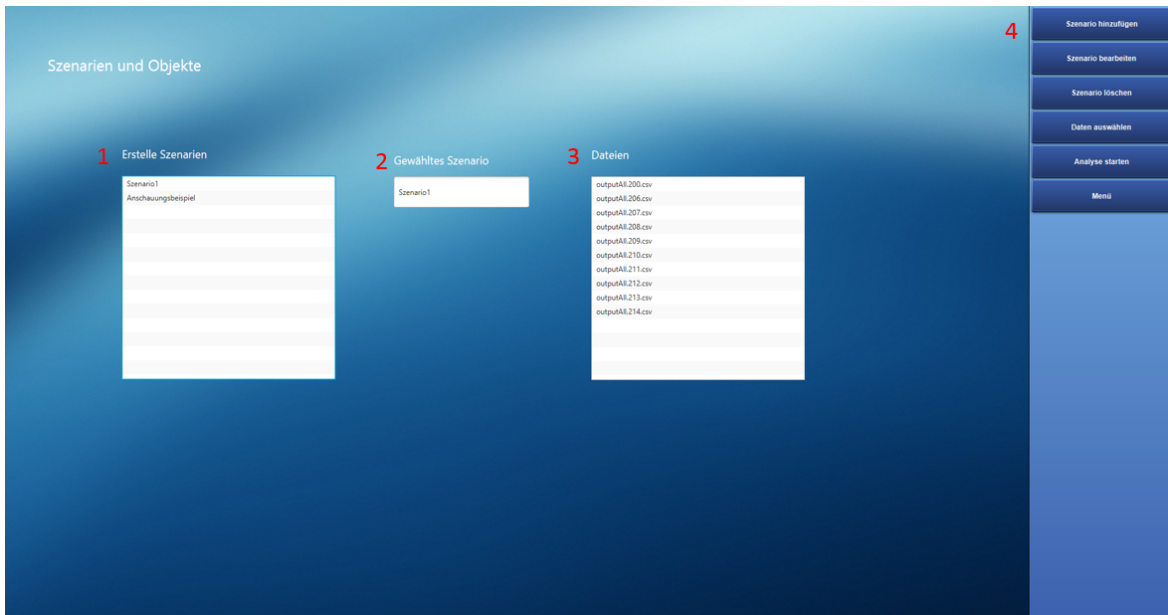 Szenarien und Objekte
1 Erstelle Szenarien
Szenario1
Anschauungsbeispiel
2 Gewähltes Szenario
Szenario1
3 Dateien
outputAll.200.csv
outputAll.206.csv
outputAll.207.csv
outputAll.208.csv
outputAll.209.csv
outputAll.210.csv
outputAll.211.csv
outputAll.212.csv
outputAll.213.csv
outputAll.214.csv
4
Szenario hinzufügen
Szenario bearbeiten
Szenario löschen
Daten auswählen
Analyse starten
Menü